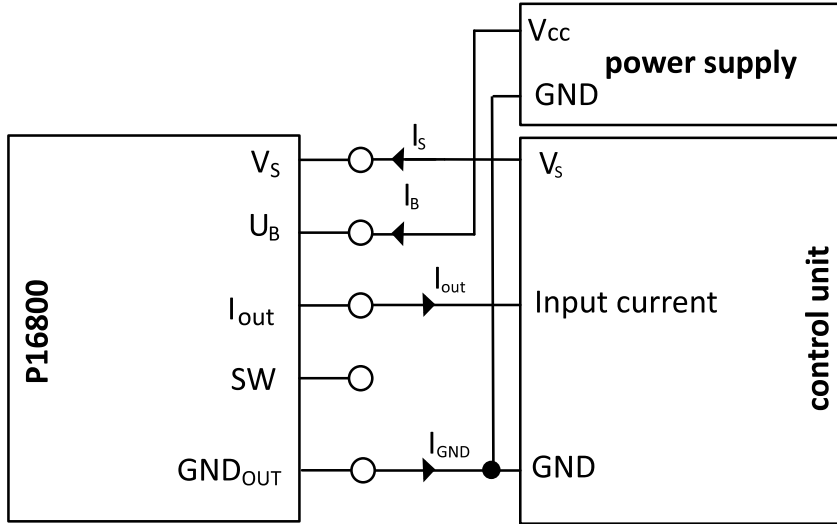 Vcc
power supply
GND
IS
VS
VS
IB
UB
Iout
Iout
Input current
P16800
control unit
SW
IGND
GNDOUT
GND